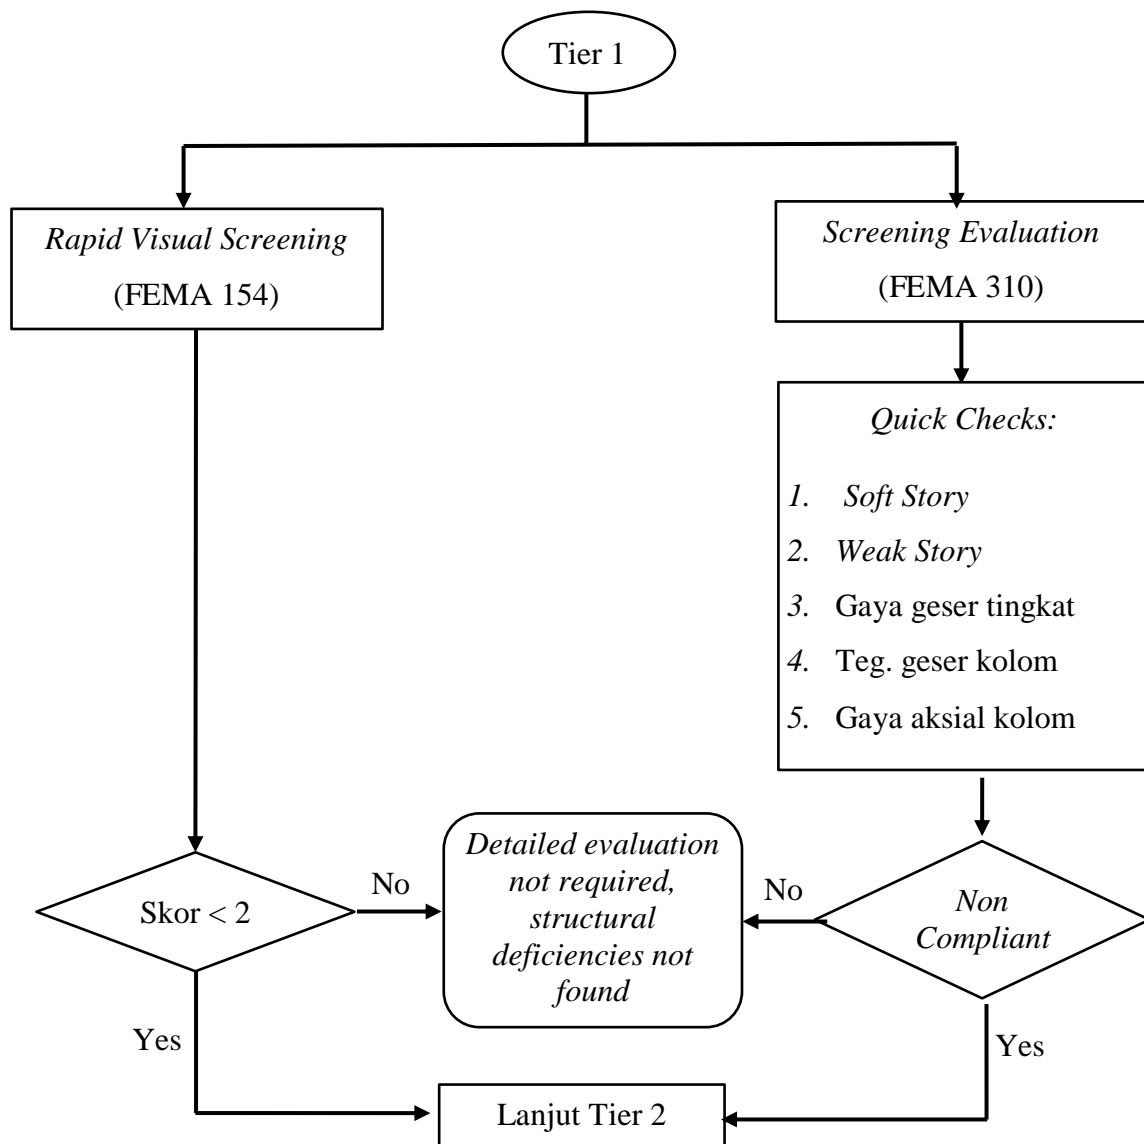 Tier 1
Rapid Visual Screening
(FEMA 154)
Screening Evaluation
(FEMA 310)
Quick Checks:
1. Soft Story
2. Weak Story
3. Gaya geser tingkat
4. Teg. geser kolom
5. Gaya aksial kolom
Skor < 2
No
Detailed evaluation
not required,
structural
deficiencies not
found
No
Non
Compliant
Yes
Yes
Lanjut Tier 2